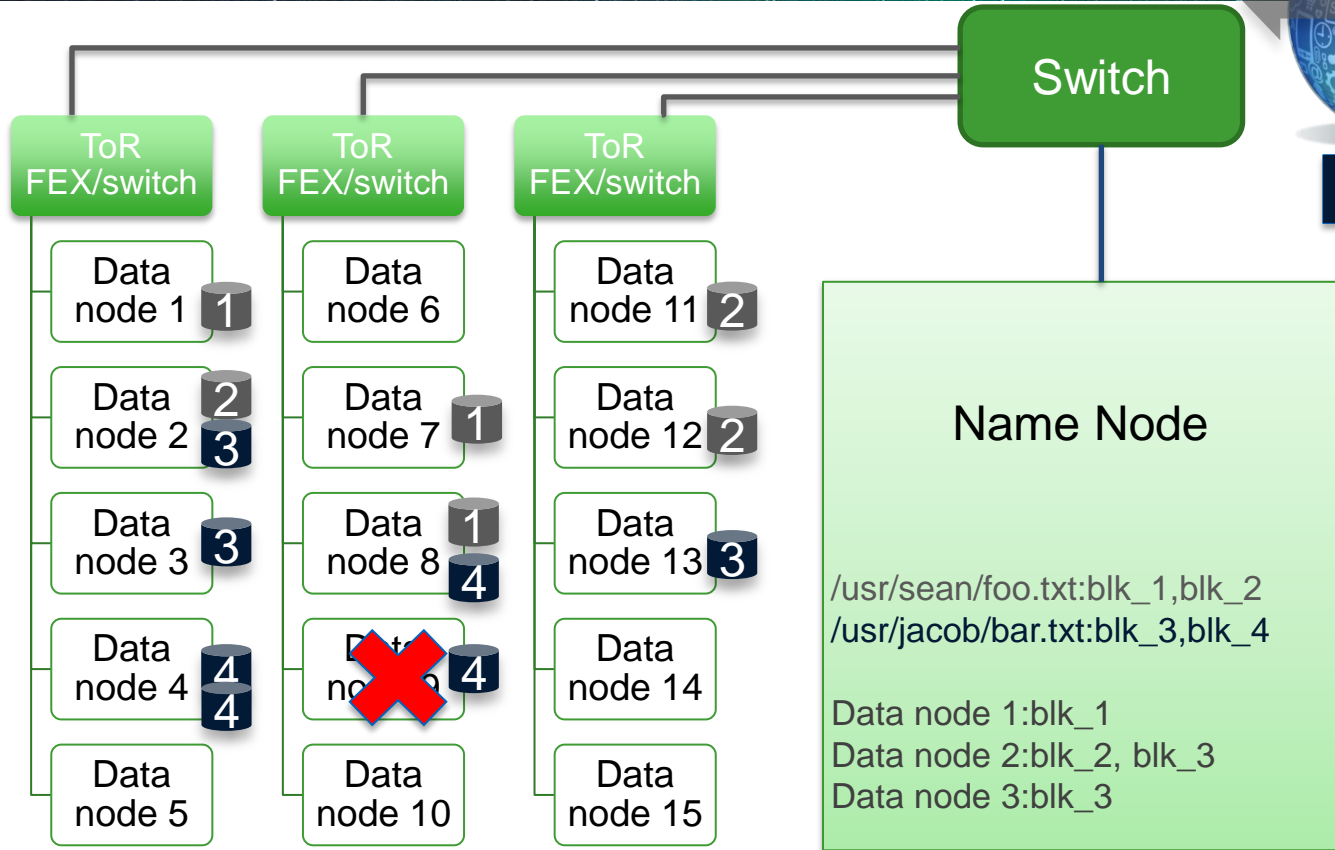 Switch
ToR
FEX/switch
ToR
FEX/switch
ToR
FEX/switch
Data
node 1
1
Data
node 6
Data
node 11
2
Data
node 2
2
3
Data
node 7
1
Data
node 12
2
Data
node 3
3
Data
node 8
1
4
Data
node 13
3
Data
node 4
4
4
4
Data
node 14
Data
node 5
Data
node 10
Data
node 15
Name Node
/usr/sean/foo.txt:blk_1,blk_2
/usr/jacob/bar.txt:blk_3,blk_4
Data node 1:blk_1
Data node 2:blk_2, blk_3
Data node 3:blk_3